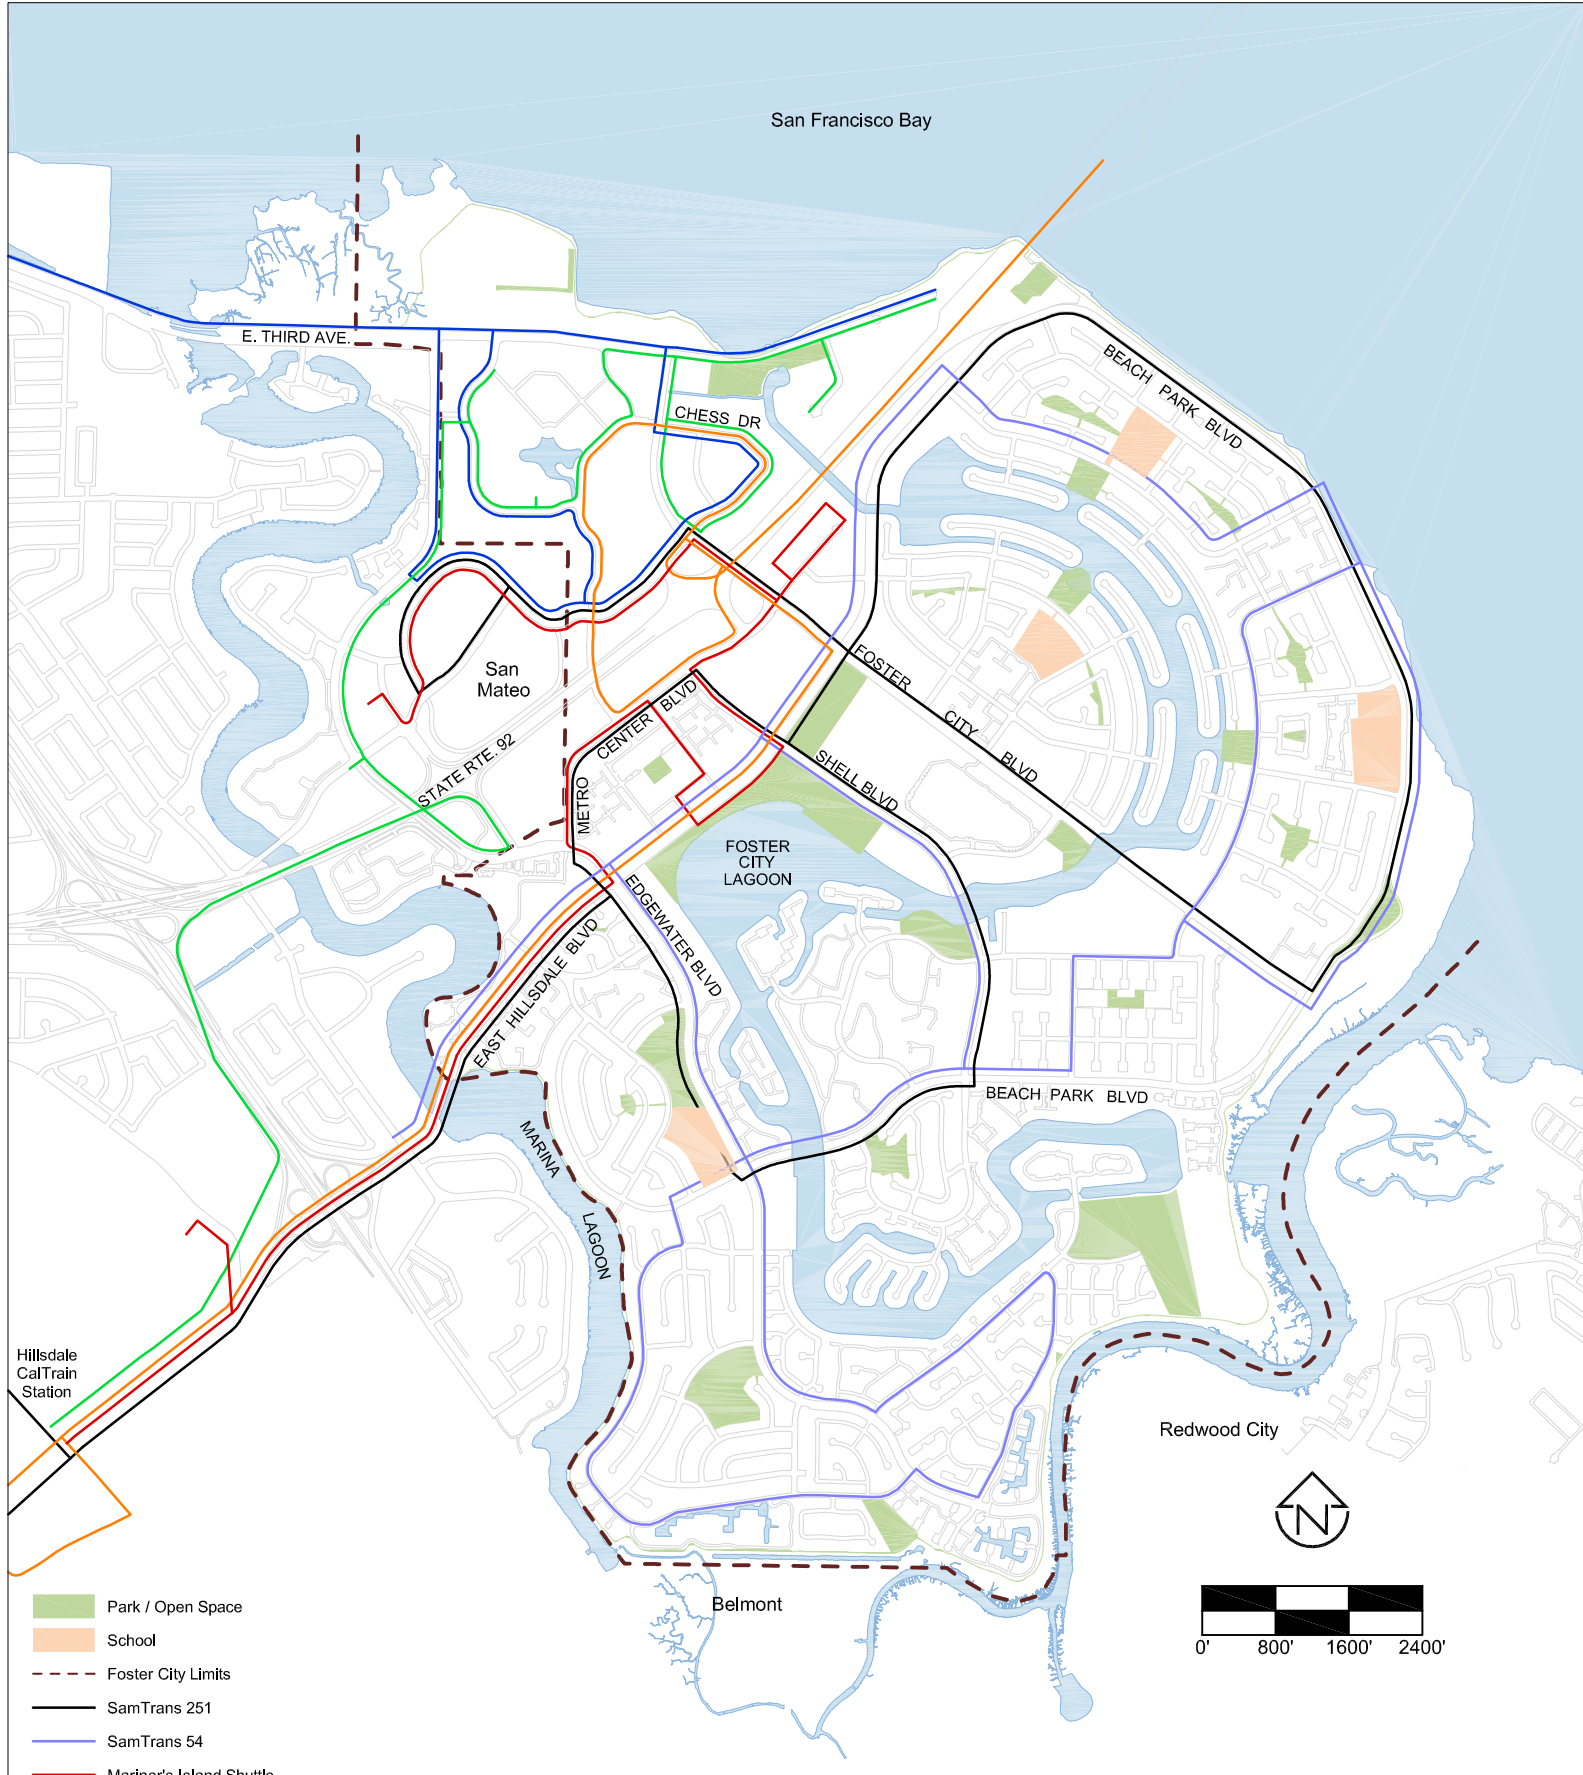 San Francisco Bay
E. THIRD AVE.
BEACH PARK BLVD
CHESS DR
San
Mateo
FOSTER
CITY
BLVD
CENTER BLVD
STATE RTE. 92
METRO
SHELL BLVD
FOSTER
CITY
LAGOON
EDGEWATER BLVD
EAST HILLSDALE BLVD
BEACH PARK BLVD
MARINA
LAGOON
Hillsdale
CalTrain
Station
Redwood City
N
Belmont
Park / Open Space
School
Foster City Limits
SamTrans 251
SamTrans 54
Mariner's Island Shuttle
0' 800' 1600' 2400'